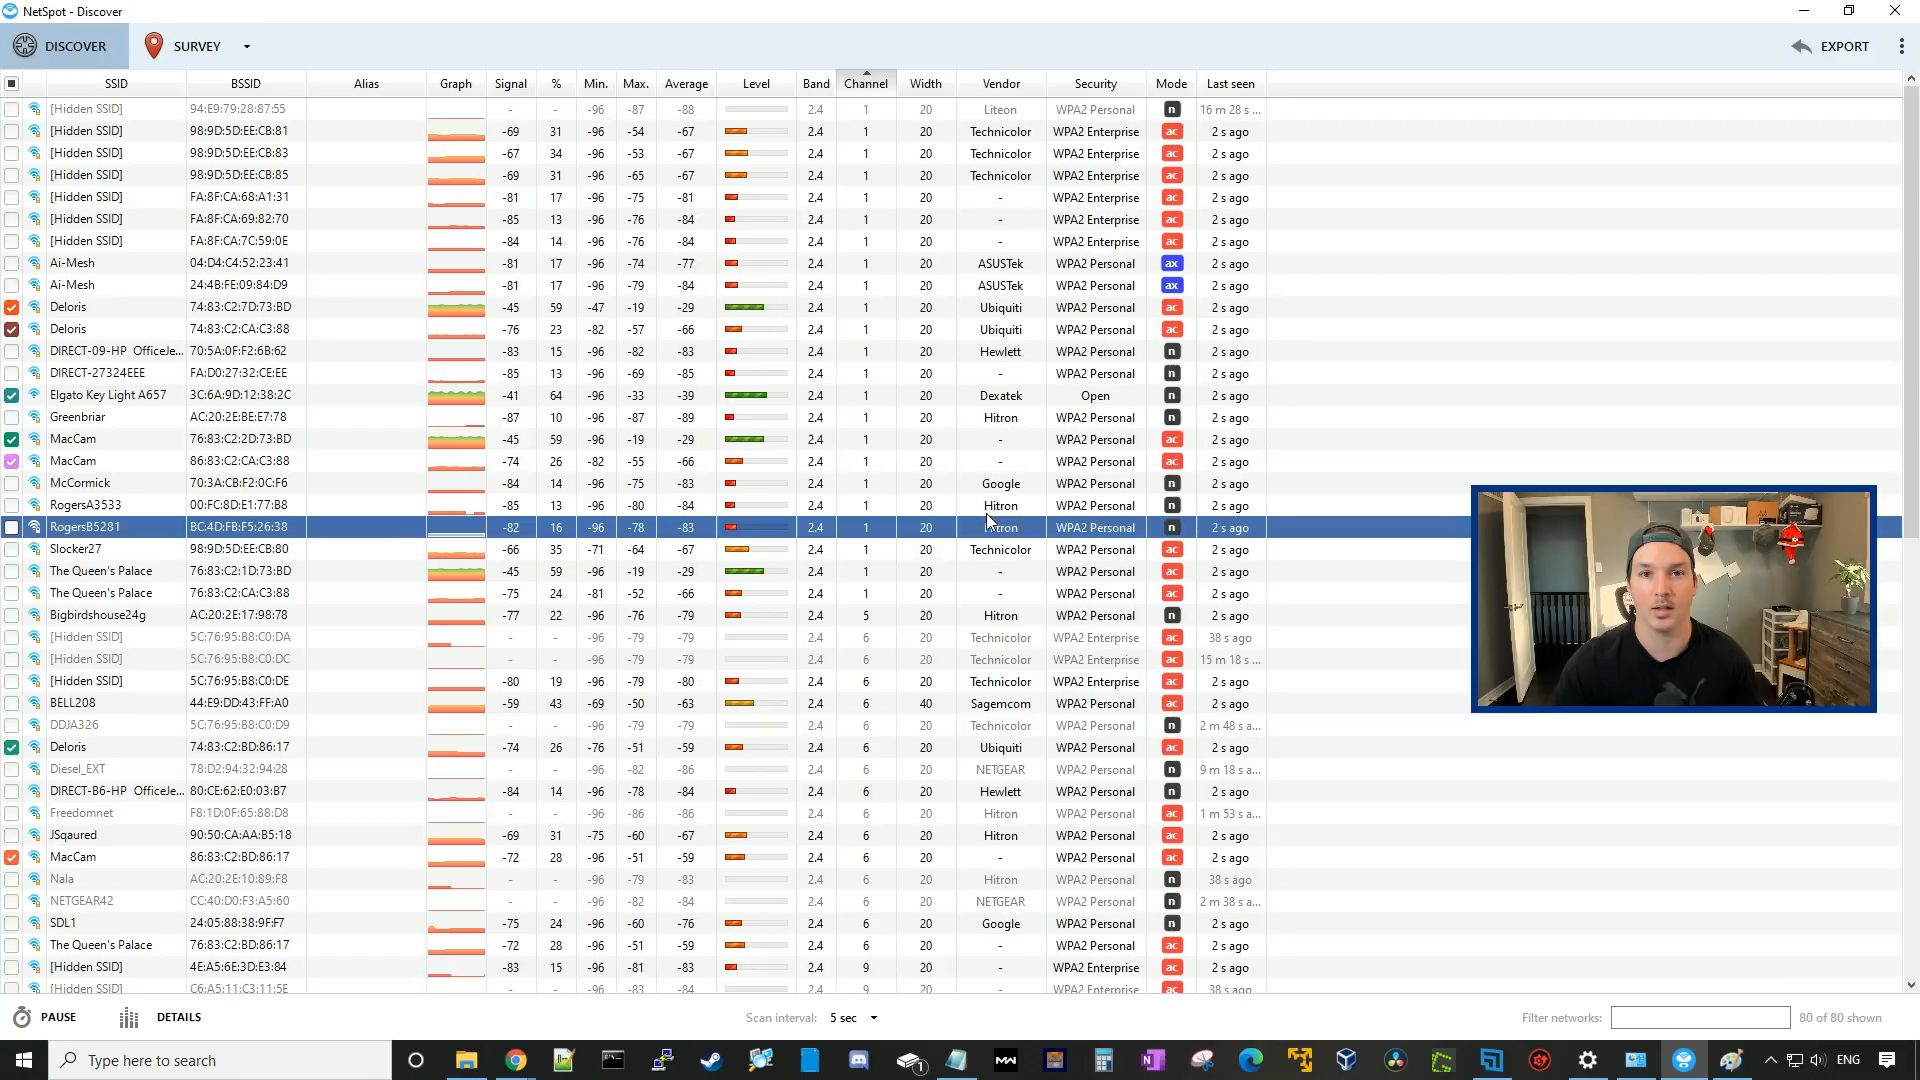 NetSpot - Discover
DISCOVER SURVEY EXPORT
SSID BSSID Alias Graph Signal % Min. Max. Average Level Band Channel Width Vendor Security Mode Last seen
[Hidden SSID] 94:E9:79:28:87:55 - - -96 -87 -88 2.4 1 20 Liteon WPA2 Personal n 16 m 28 s ...
[Hidden SSID] 98:9D:5D:EE:CB:81 -69 31 -96 -54 -67 2.4 1 20 Technicolor WPA2 Enterprise ac 2 s ago
[Hidden SSID] 98:9D:5D:EE:CB:83 -67 34 -96 -53 -67 2.4 1 20 Technicolor WPA2 Enterprise ac 2 s ago
[Hidden SSID] 98:9D:5D:EE:CB:85 -69 31 -96 -65 -67 2.4 1 20 Technicolor WPA2 Enterprise ac 2 s ago
[Hidden SSID] FA:8F:CA:68:A1:31 -81 17 -96 -75 -81 2.4 1 20 - WPA2 Enterprise ac 2 s ago
[Hidden SSID] FA:8F:CA:69:82:70 -85 13 -96 -76 -84 2.4 1 20 - WPA2 Enterprise ac 2 s ago
[Hidden SSID] FA:8F:CA:7C:59:0E -84 14 -96 -76 -84 2.4 1 20 - WPA2 Enterprise ac 2 s ago
Ai-Mesh 04:D4:C4:52:23:41 -81 17 -96 -74 -77 2.4 1 20 ASUSTek WPA2 Personal ax 2 s ago
Ai-Mesh 24:4B:FE:09:84:D9 -81 17 -96 -79 -84 2.4 1 20 ASUSTek WPA2 Personal ax 2 s ago
Deloris 74:83:C2:7D:73:BD -45 59 -47 -19 -29 2.4 1 20 Ubiquiti WPA2 Personal ac 2 s ago
Deloris 74:83:C2:CA:C3:88 -76 23 -82 -57 -66 2.4 1 20 Ubiquiti WPA2 Personal ac 2 s ago
DIRECT-09-HP OfficeJe... 70:5A:0F:F2:6B:62 -83 15 -96 -82 -83 2.4 1 20 Hewlett WPA2 Personal n 2 s ago
DIRECT-27324EEE FA:D0:27:32:CE:EE -85 13 -96 -69 -85 2.4 1 20 - WPA2 Personal n 2 s ago
Elgato Key Light A657 3C:6A:9D:12:38:2C -41 64 -96 -33 -39 2.4 1 20 Dexatek Open n 2 s ago
Greenbriar AC:20:2E:BE:E7:78 -87 10 -96 -87 -89 2.4 1 20 Hitron WPA2 Personal n 2 s ago
MacCam 76:83:C2:2D:73:BD -45 59 -96 -19 -29 2.4 1 20 - WPA2 Personal ac 2 s ago
MacCam 86:83:C2:CA:C3:88 -74 26 -82 -55 -66 2.4 1 20 - WPA2 Personal ac 2 s ago
McCormick 70:3A:CB:F2:0C:F6 -84 14 -96 -75 -83 2.4 1 20 Google WPA2 Personal n 2 s ago
RogersA3533 00:FC:8D:E1:77:B8 -85 13 -96 -80 -84 2.4 1 20 Hitron WPA2 Personal n 2 s ago
RogersB5281 BC:4D:FB:F5:26:38 -82 16 -96 -78 -83 2.4 1 20 Hitron WPA2 Personal n 2 s ago
Slocker27 98:9D:5D:EE:CB:80 -66 35 -71 -64 -67 2.4 1 20 Technicolor WPA2 Personal ac 2 s ago
The Queen's Palace 76:83:C2:1D:73:BD -45 59 -96 -19 -29 2.4 1 20 - WPA2 Personal ac 2 s ago
The Queen's Palace 76:83:C2:CA:C3:88 -75 24 -81 -52 -66 2.4 1 20 - WPA2 Personal ac 2 s ago
Bigbirdshouse24g AC:20:2E:17:98:78 -77 22 -96 -76 -79 2.4 5 20 Hitron WPA2 Personal n 2 s ago
[Hidden SSID] 5C:76:95:B8:C0:DA - - -96 -79 -79 2.4 6 20 Technicolor WPA2 Enterprise ac 38 s ago
[Hidden SSID] 5C:76:95:B8:C0:DC - - -96 -79 -79 2.4 6 20 Technicolor WPA2 Enterprise ac 15 m 18 s ...
[Hidden SSID] 5C:76:95:B8:C0:DE -80 19 -96 -79 -80 2.4 6 20 Technicolor WPA2 Enterprise ac 2 s ago
BELL208 44:E9:DD:43:FF:A0 -59 43 -69 -50 -63 2.4 6 40 Sagemcom WPA2 Personal ac 2 s ago
DDJA326 5C:76:95:B8:C0:D9 - - -96 -79 -79 2.4 6 20 Technicolor WPA2 Personal n 2 m 48 s a...
Deloris 74:83:C2:BD:86:17 -74 26 -76 -51 -59 2.4 6 20 Ubiquiti WPA2 Personal ac 2 s ago
Diesel_EXT 78:D2:94:32:94:28 - - -96 -82 -86 2.4 6 20 NETGEAR WPA2 Personal n 9 m 18 s a...
DIRECT-B6-HP OfficeJe... 80:CE:62:E0:03:B7 -84 14 -96 -78 -84 2.4 6 20 Hewlett WPA2 Personal n 2 s ago
Freedomnet F8:1D:0F:65:88:D8 - - -96 -86 -86 2.4 6 20 Hitron WPA2 Personal ac 1 m 53 s a...
JSqaured 90:50:CA:AA:B5:18 -69 31 -75 -60 -67 2.4 6 20 Hitron WPA2 Personal ac 2 s ago
MacCam 86:83:C2:BD:86:17 -72 28 -96 -51 -59 2.4 6 20 - WPA2 Personal ac 2 s ago
Nala AC:20:2E:10:89:F8 - - -96 -79 -83 2.4 6 20 Hitron WPA2 Personal n 38 s ago
NETGEAR42 CC:40:D0:F3:A5:60 - - -96 -82 -84 2.4 6 20 NETGEAR WPA2 Personal n 2 m 38 s a...
SDL1 24:05:88:38:9F:F7 -75 24 -96 -60 -76 2.4 6 20 Google WPA2 Personal n 2 s ago
The Queen's Palace 76:83:C2:BD:86:17 -72 28 -96 -51 -59 2.4 6 20 - WPA2 Personal ac 2 s ago
[Hidden SSID] 4E:A5:6E:3D:E3:84 -83 15 -96 -81 -83 2.4 9 20 - WPA2 Enterprise ac 2 s ago
[Hidden SSID] C6:A5:11:C3:11:5E - - -96 -83 -84 2.4 9 20 - WPA2 Enterprise ac 38 s ago
PAUSE DETAILS Scan interval: 5 sec Filter networks: 80 of 80 shown
Type here to search ENG